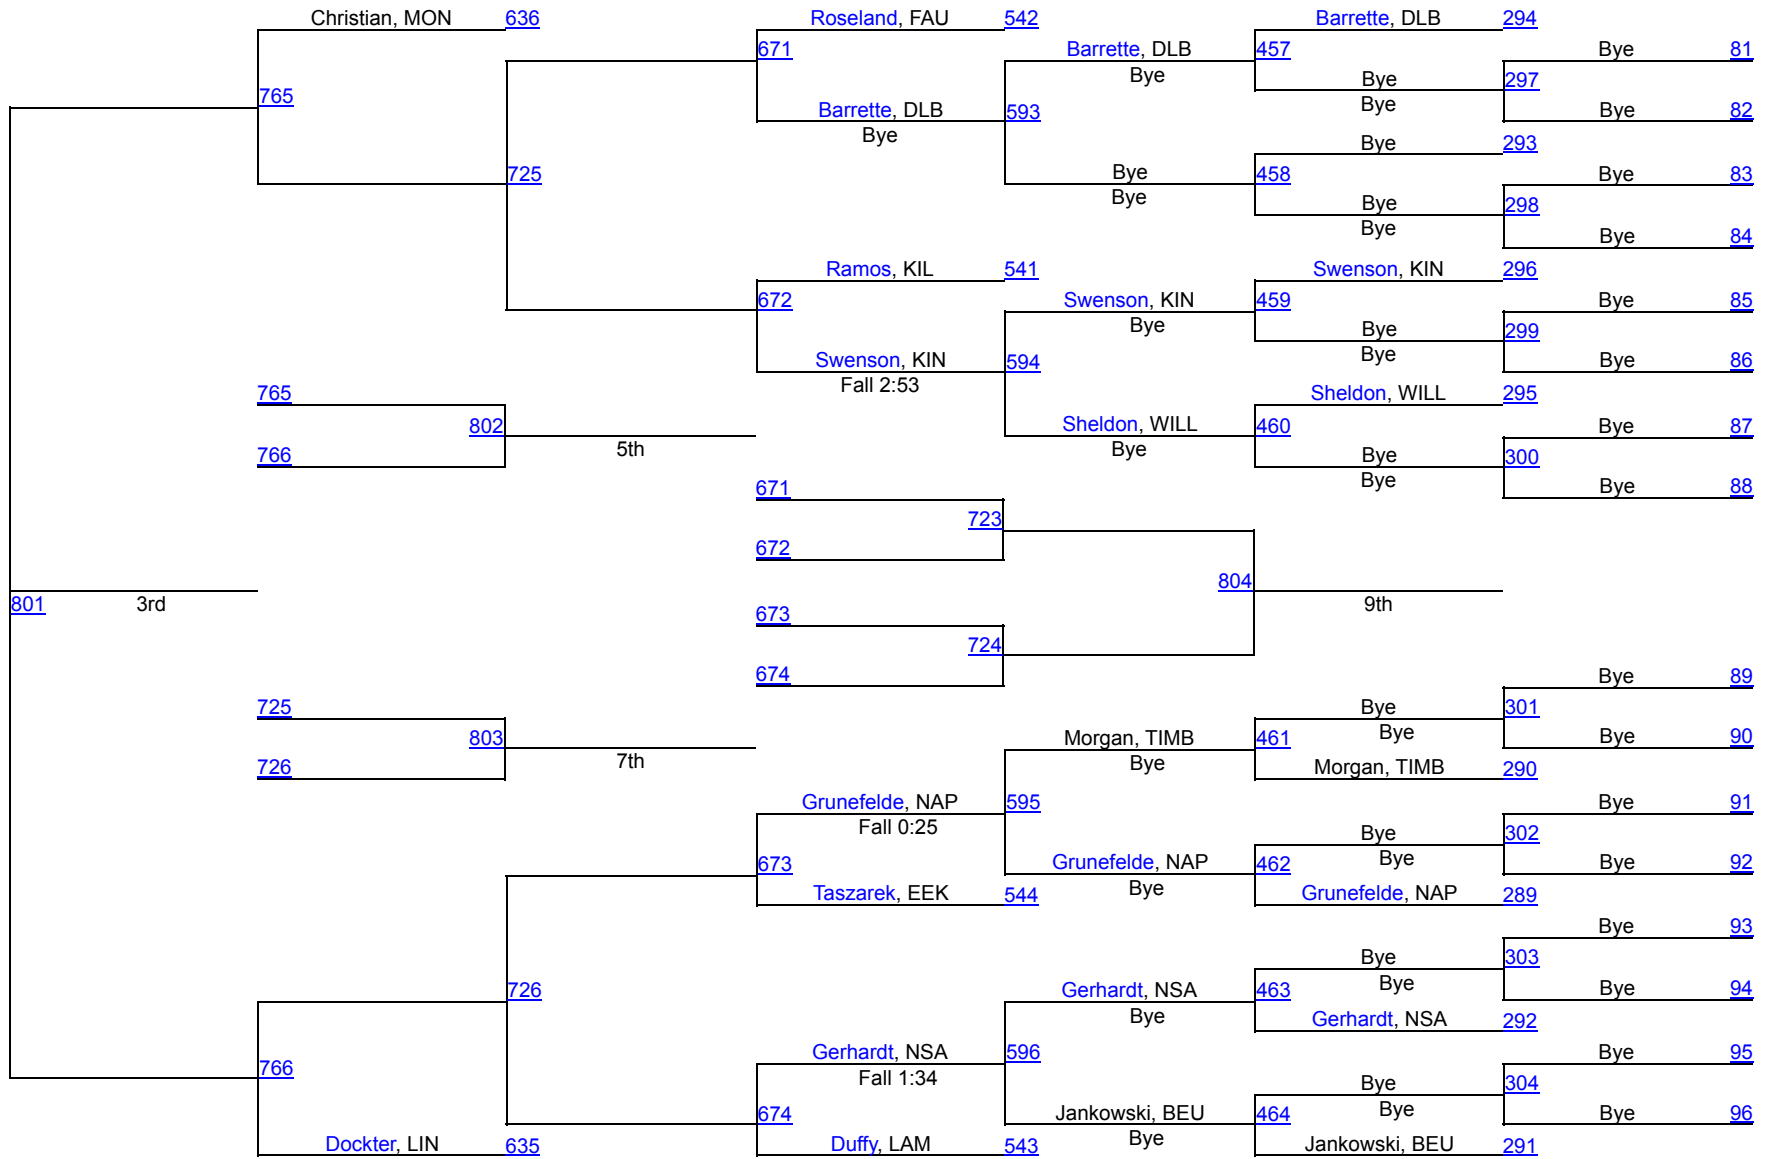 Christian, MON 636 Roseland, FAU 542 Barrette, DLB 294
671 Barrette, DLB 457 Bye 81
Bye Bye 297
765 Barrette, DLB 593 Bye 82
Bye Bye 293
725 Bye 458 Bye 83
Bye Bye 298
Bye Bye 84
Ramos, KIL 541 Swenson, KIN 296
672 Swenson, KIN 459 Bye 85
Bye Bye 299
Swenson, KIN 594 Bye Bye 86
Fall 2:53
765 Sheldon, WILL 295
802 Sheldon, WILL 460 Bye 87
5th Bye Bye 300
766 Bye Bye 88
671
723
672
804
801 3rd 9th
673
724
674 Bye 89
725 Bye 301
803 Morgan, TIMB 461 Bye Bye 90
7th Bye
726 Morgan, TIMB 290
Grunefelde, NAP 595 Bye 91
Fall 0:25 Bye 302
673 Grunefelde, NAP 462 Bye Bye 92
Taszarek, EEK 544 Bye Grunefelde, NAP 289
Bye 93
Bye 303
726 Gerhardt, NSA 463 Bye Bye 94
Bye Gerhardt, NSA 292
766 Gerhardt, NSA 596 Bye 95
Fall 1:34 Bye 304
674 Jankowski, BEU 464 Bye Bye 96
Bye
Dockter, LIN 635 Duffy, LAM 543 Jankowski, BEU 291